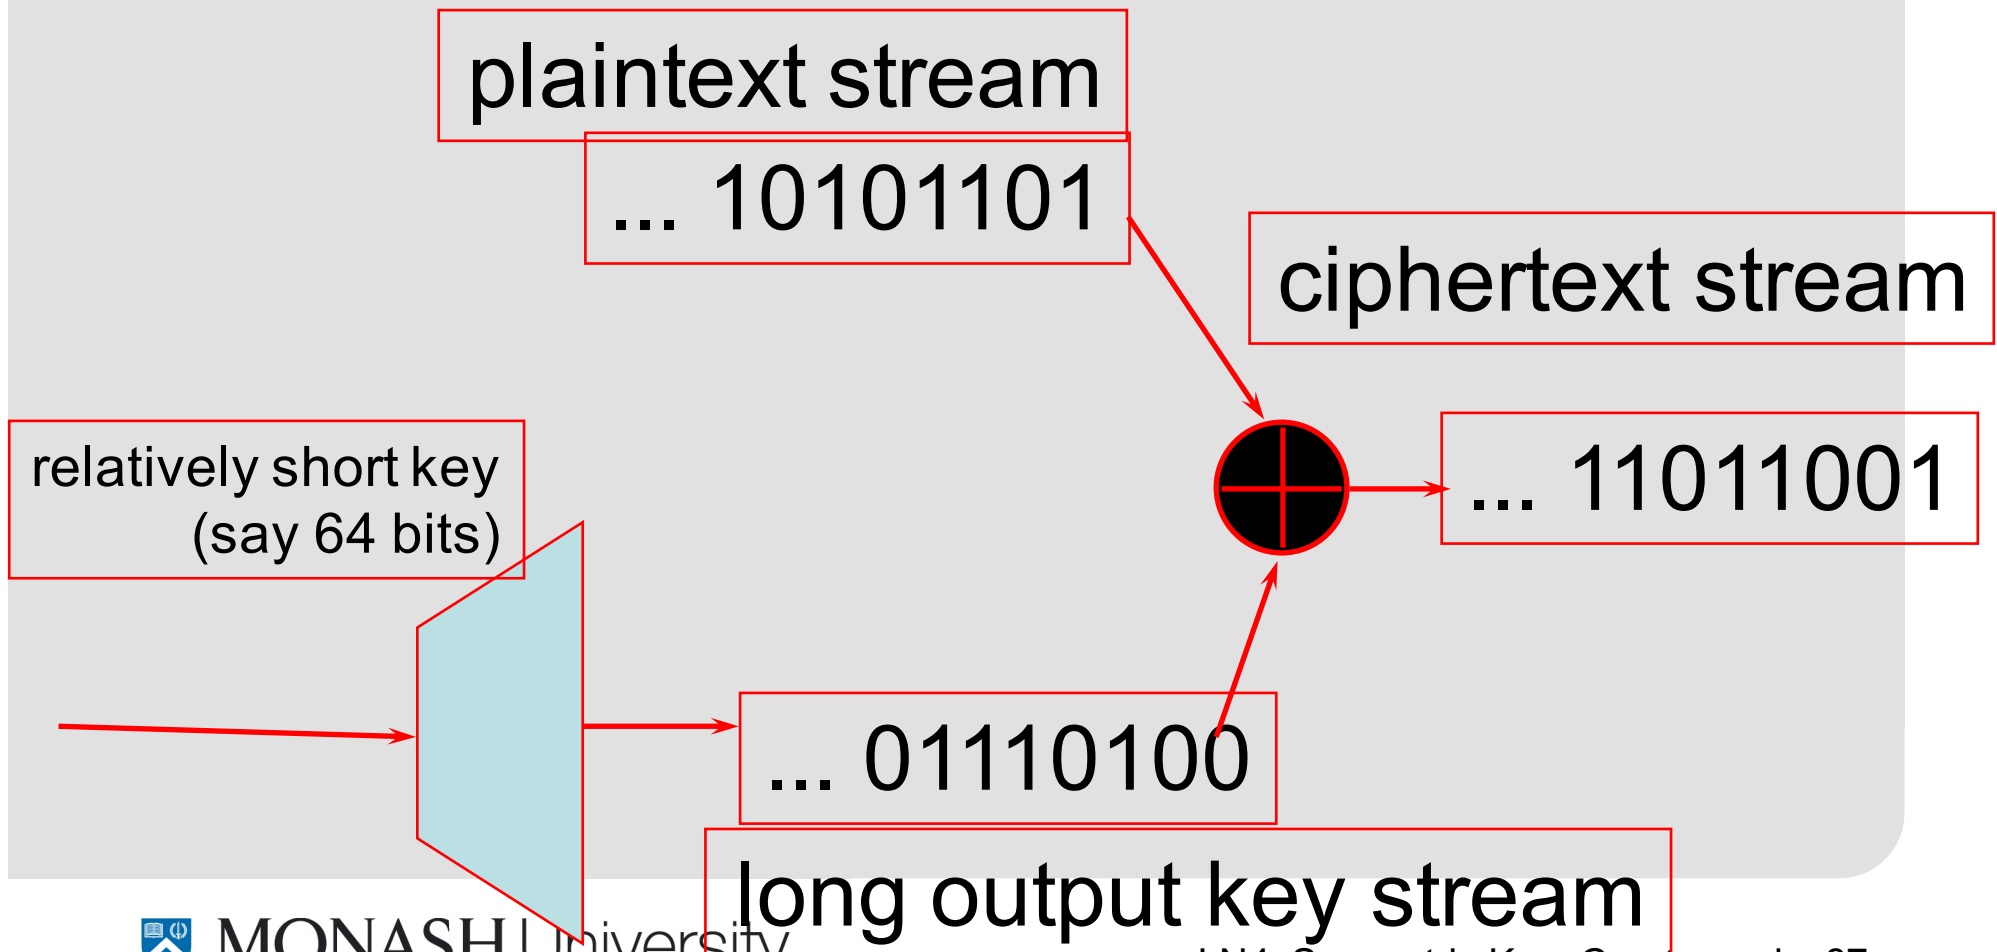 plaintext stream
... 10101101
ciphertext stream
relatively short key
(say 64 bits)
... 11011001
... 01110100
long output key stream
MONASH University